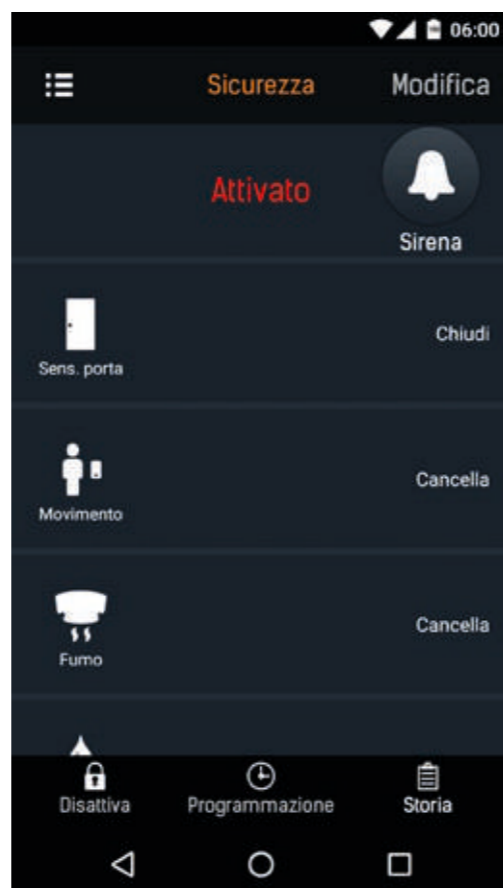 06:00
Sicurezza
Modifica
Attivato
Sirena
Sens. porta
Chiudi
Movimento
Cancella
Fumo
Cancella
Disattiva
Programmazione
Storia